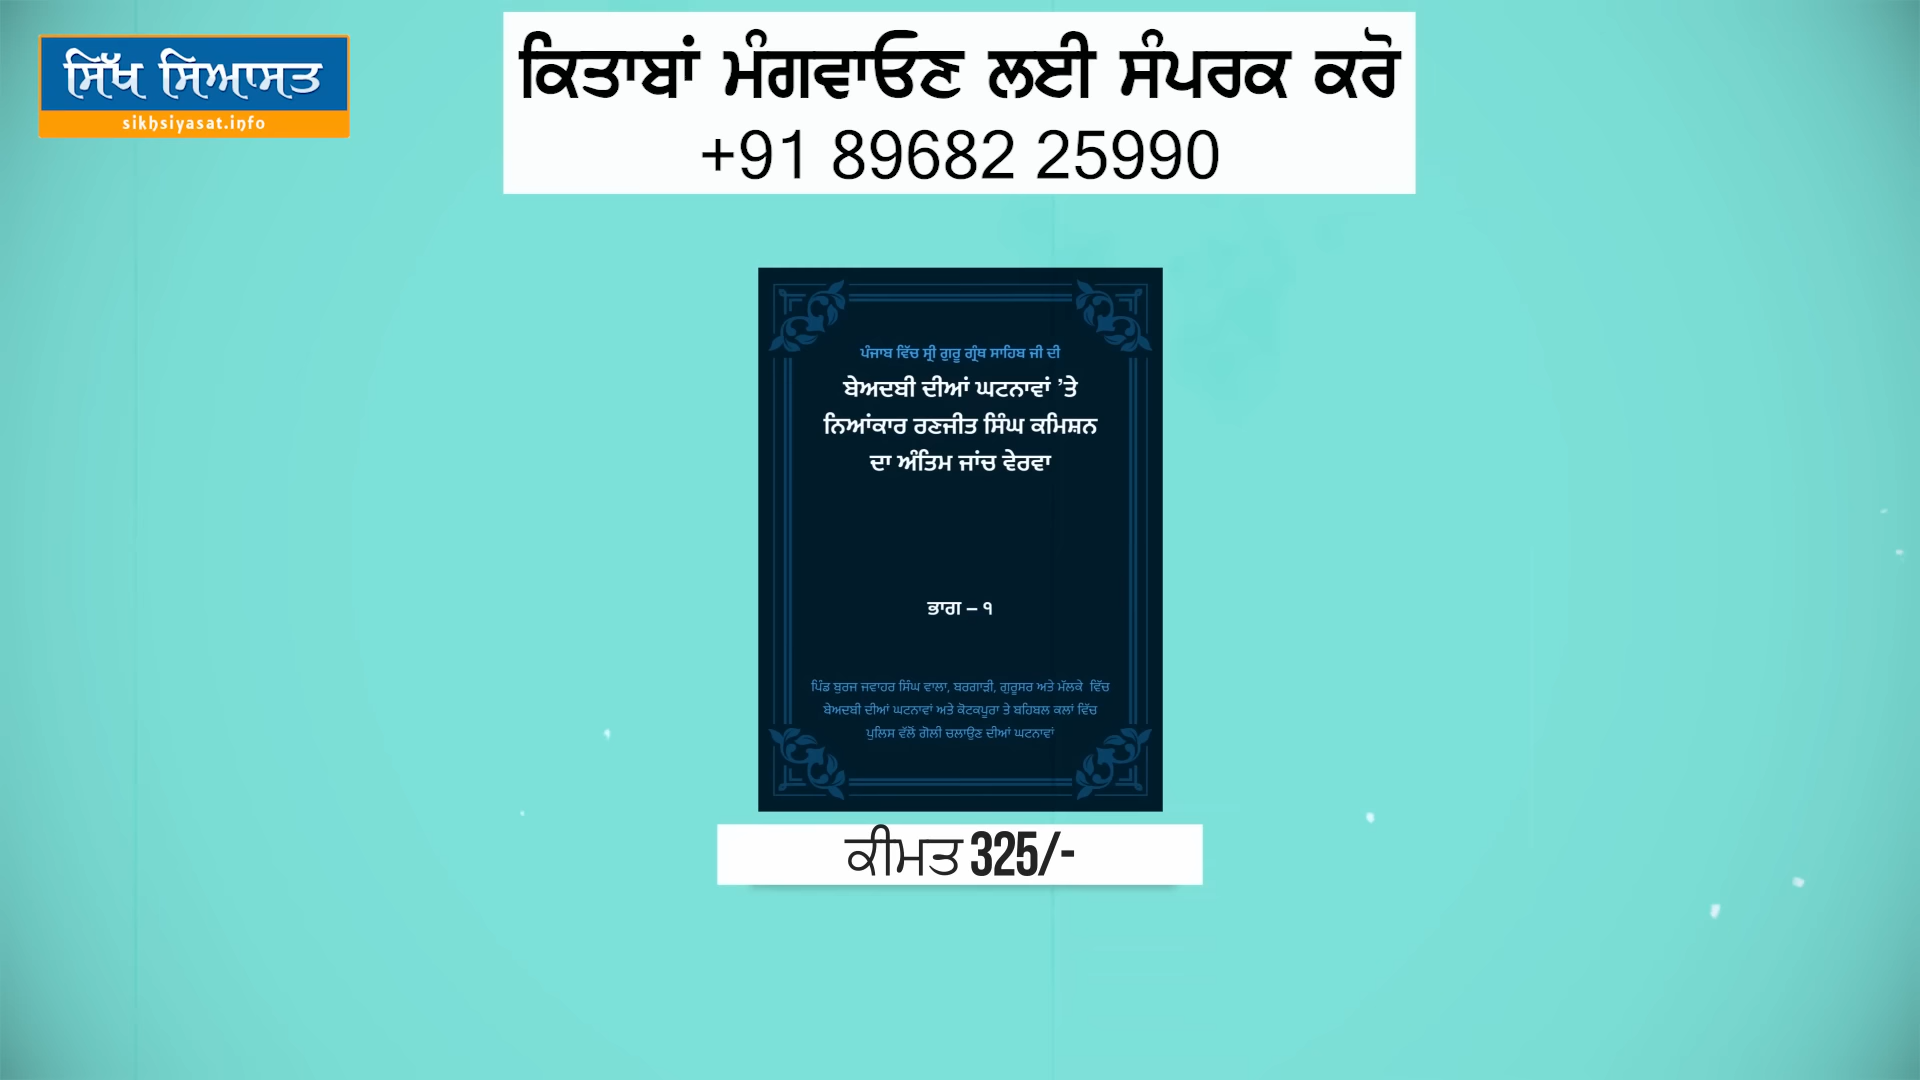 ਸਿੱਖ ਸਿਆਸਤ
sikhsiyasat.info
ਕਿਤਾਬਾਂ ਮੰਗਵਾਓਣ ਲਈ ਸੰਪਰਕ ਕਰੋ
+91 89682 25990
ਪੰਜਾਬ ਵਿੱਚ ਸ੍ਰੀ ਗੁਰੂ ਗ੍ਰੰਥ ਸਾਹਿਬ ਜੀ ਦੀ
ਬੇਅਦਬੀ ਦੀਆਂ ਘਟਨਾਵਾਂ ’ਤੇ
ਨਿਆਂਕਾਰ ਰਣਜੀਤ ਸਿੰਘ ਕਮਿਸ਼ਨ
ਦਾ ਅੰਤਿਮ ਜਾਂਚ ਵੇਰਵਾ
ਭਾਗ – ੧
ਪਿੰਡ ਬੁਰਜ ਜਵਾਹਰ ਸਿੰਘ ਵਾਲਾ, ਬਰਗਾੜੀ, ਗੁਰੂਸਰ ਅਤੇ ਮੱਲਕੇ ਵਿੱਚ
ਬੇਅਦਬੀ ਦੀਆਂ ਘਟਨਾਵਾਂ ਅਤੇ ਕੋਟਕਪੂਰਾ ਤੇ ਬਹਿਬਲ ਕਲਾਂ ਵਿੱਚ
ਪੁਲਿਸ ਵੱਲੋਂ ਗੋਲੀ ਚਲਾਉਣ ਦੀਆਂ ਘਟਨਾਵਾਂ
ਕੀਮਤ 325/-